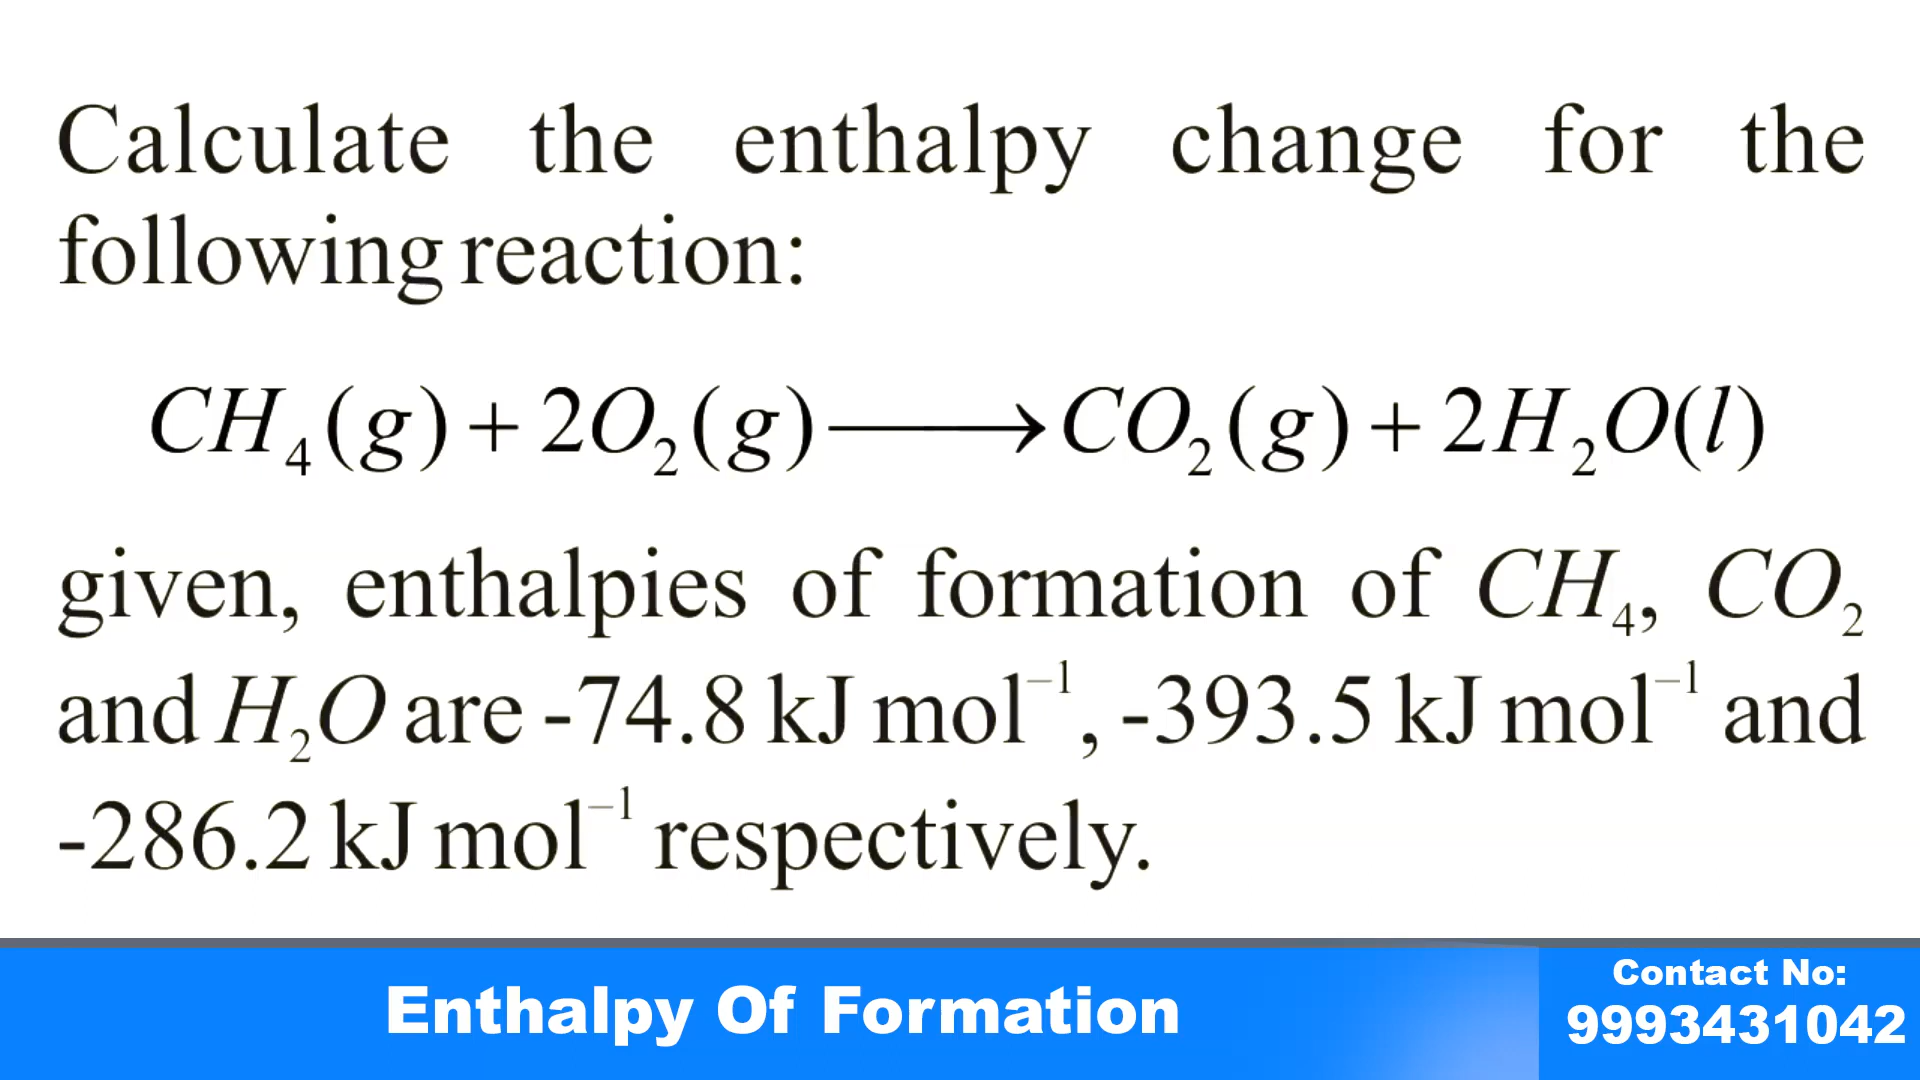 Calculate the enthalpy change for the
following reaction:
CH₄(g)+2O₂(g)⟶CO₂(g)+2H₂O(l)
given, enthalpies of formation of CH₄, CO₂
and H₂O are -74.8 kJ mol⁻¹, -393.5 kJ mol⁻¹ and
-286.2 kJ mol⁻¹ respectively.
Enthalpy Of Formation
Contact No:
9993431042